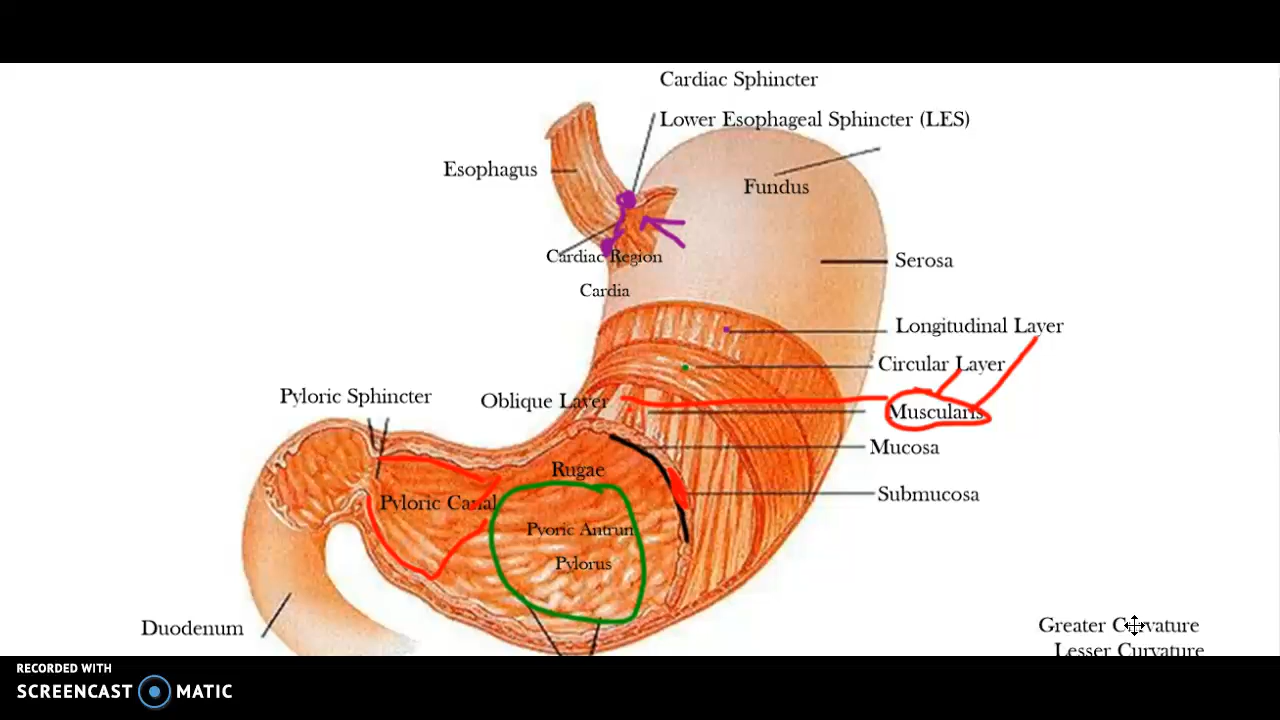 Cardiac Sphincter
Lower Esophageal Sphincter (LES)
Esophagus
Fundus
Cardiac Region
Cardia
Serosa
Longitudinal Layer
Circular Layer
Pyloric Sphincter
Oblique Layer
Muscularis
Mucosa
Rugae
Submucosa
Pyloric Canal
Pyoric Antrun
Pylorus
Duodenum
Greater Curvature
Lesser Curvature
RECORDED WITH
SCREENCAST MATIC